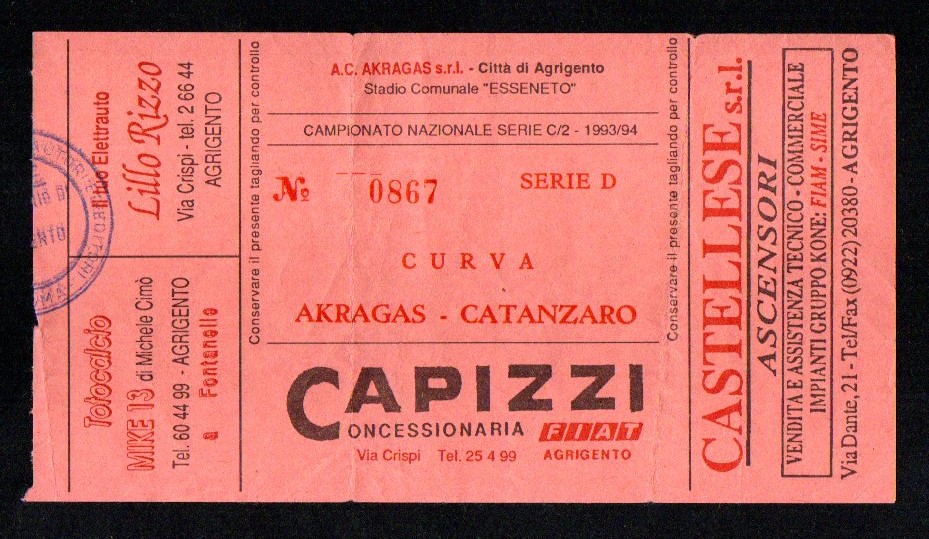 A.C. AKRAGAS s.r.l. - Città di Agrigento
Stadio Comunale "ESSENETO"
CAMPIONATO NAZIONALE SERIE C/2 - 1993/94
№ 0867 SERIE D
CURVA
AKRAGAS - CATANZARO
CAPIZZI
CONCESSIONARIA FIAT
Via Crispi Tel. 25 4 99 AGRIGENTO
Conservare il presente tagliando per controllo
Conservare il presente tagliando per controllo
Elettrauto
Lillo Rizzo
Via Crispi - tel. 2 66 44
AGRIGENTO
Totocalcio
MIKE 13 di Michele Cimò
Tel. 60 44 99 - AGRIGENTO
a Fontanelle
CASTELLESE s.r.l.
ASCENSORI
VENDITA E ASSISTENZA TECNICO - COMMERCIALE
IMPIANTI GRUPPO KONE: FIAM - SIME
Via Dante, 21 - Tel/Fax (0922) 20380 - AGRIGENTO